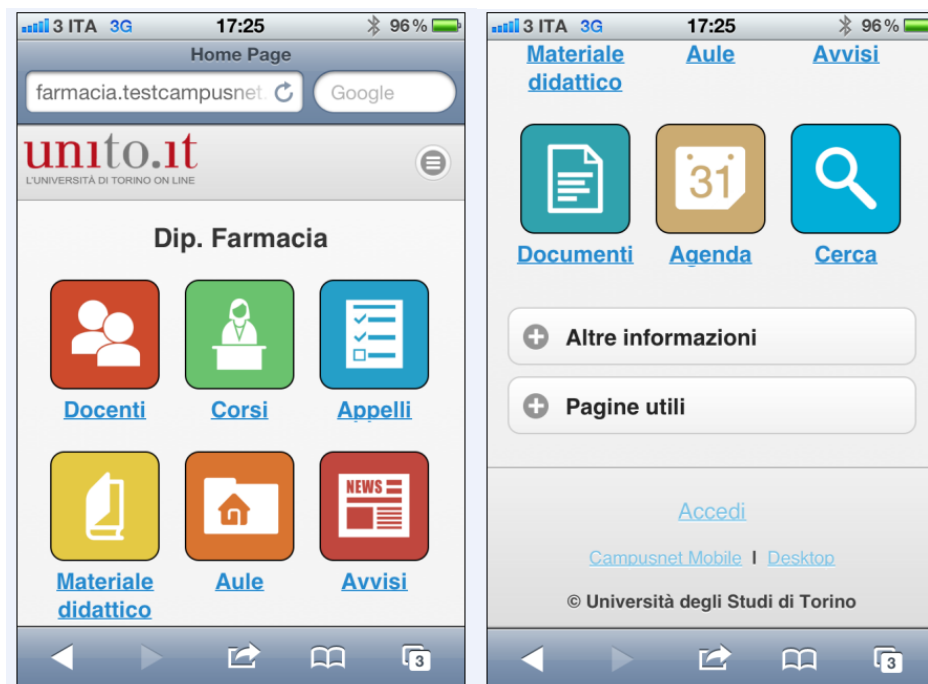 3 ITA 3G 17:25 96%
Home Page
farmacia.testcampusnet. Google
unito.it
L'UNIVERSITÀ DI TORINO ON LINE
Dip. Farmacia
Docenti Corsi Appelli
NEWS
Materiale didattico Aule Avvisi
3
3 ITA 3G 17:25 96%
Materiale didattico Aule Avvisi
31
Documenti Agenda Cerca
Altre informazioni
Pagine utili
Accedi
Campusnet Mobile | Desktop
© Università degli Studi di Torino
3